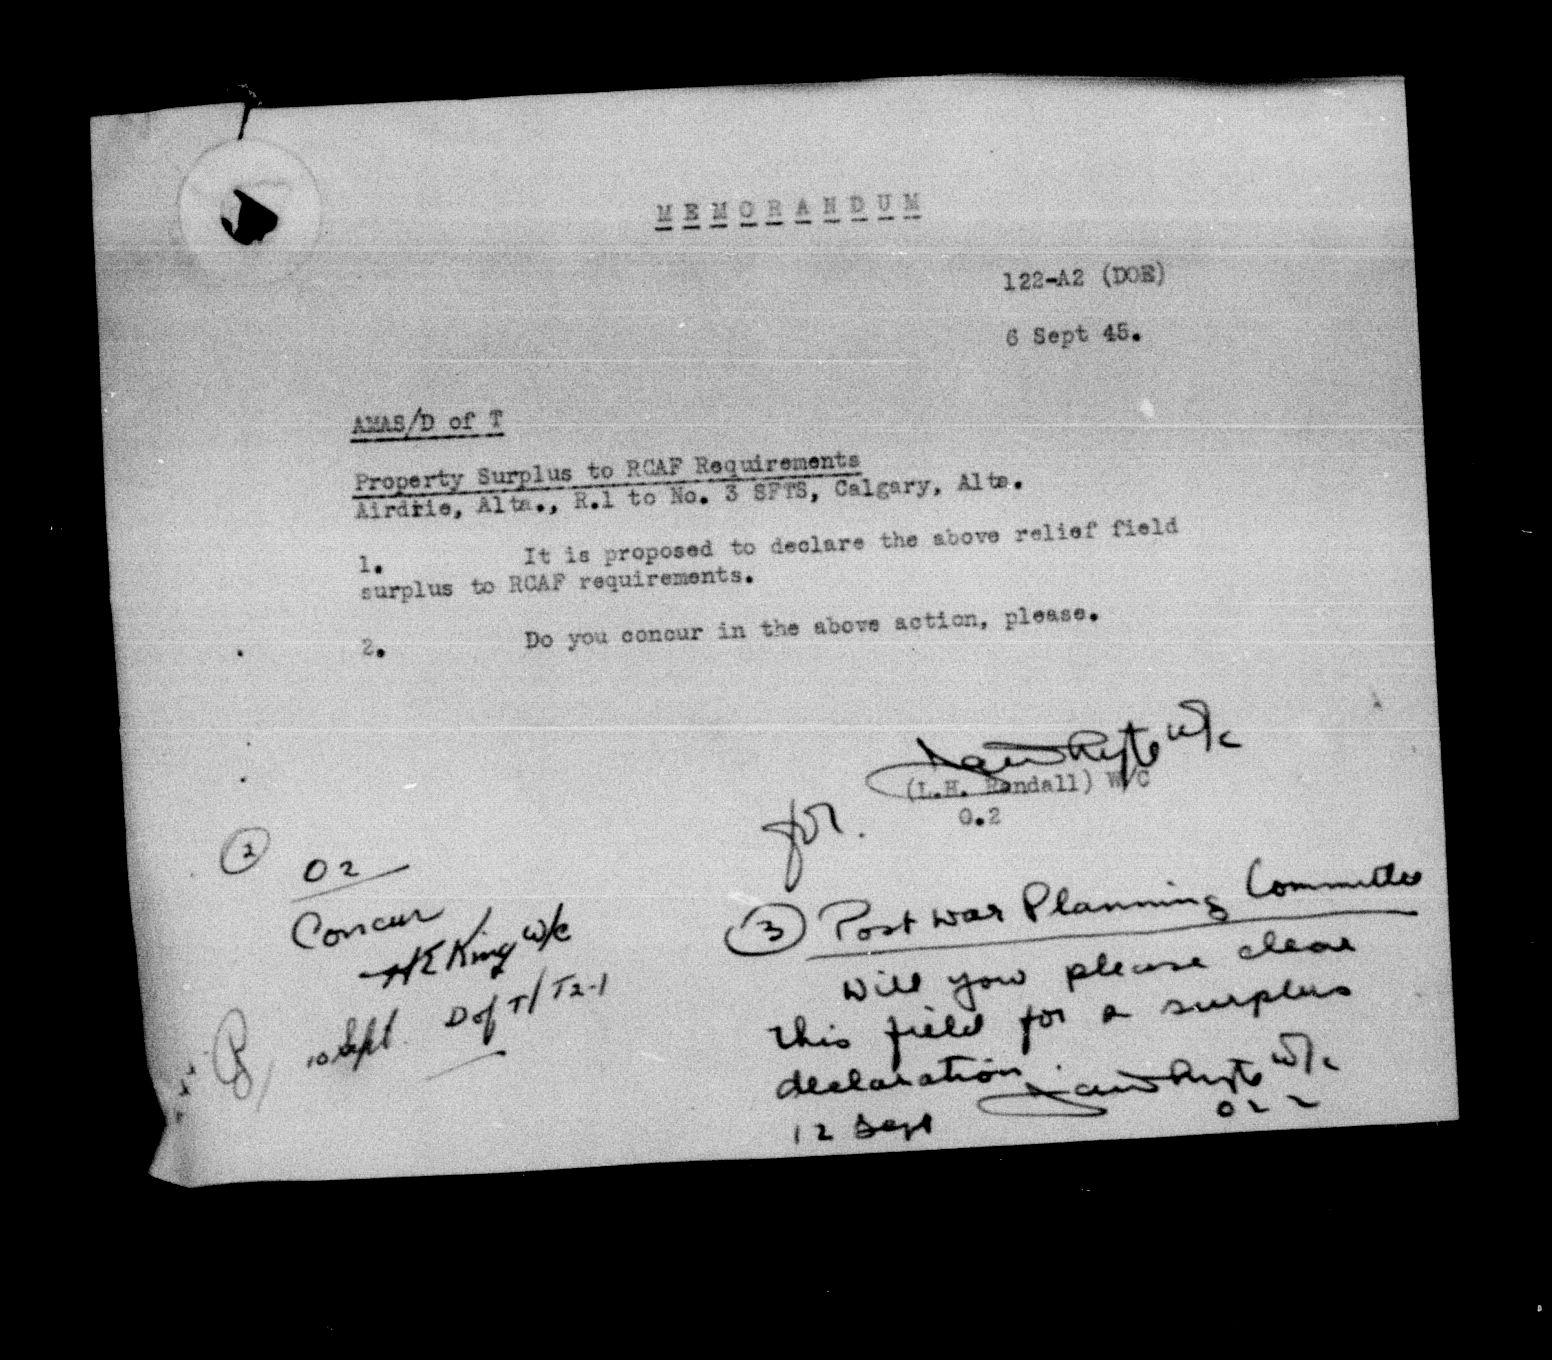 MEMORANDUM
122-A2 (DOE)
6 Sept 45.
AMAS/D of T
Property Surplus to RCAF Requirements
Airdrie, Alta., R.1 to No. 3 SFTS, Calgary, Alta.
1. It is proposed to declare the above relief field
surplus to RCAF requirements.
2. Do you concur in the above action, please.
W/C
(L.H. Randall) W/C
for.
O.2
2
O2
Concur
HE King W/C
10 Sept. D of T/T2-1
3 Post War Planning Committee
Will you please clear
this field for a surplus
declaration.
W/C
12 Sept
O22